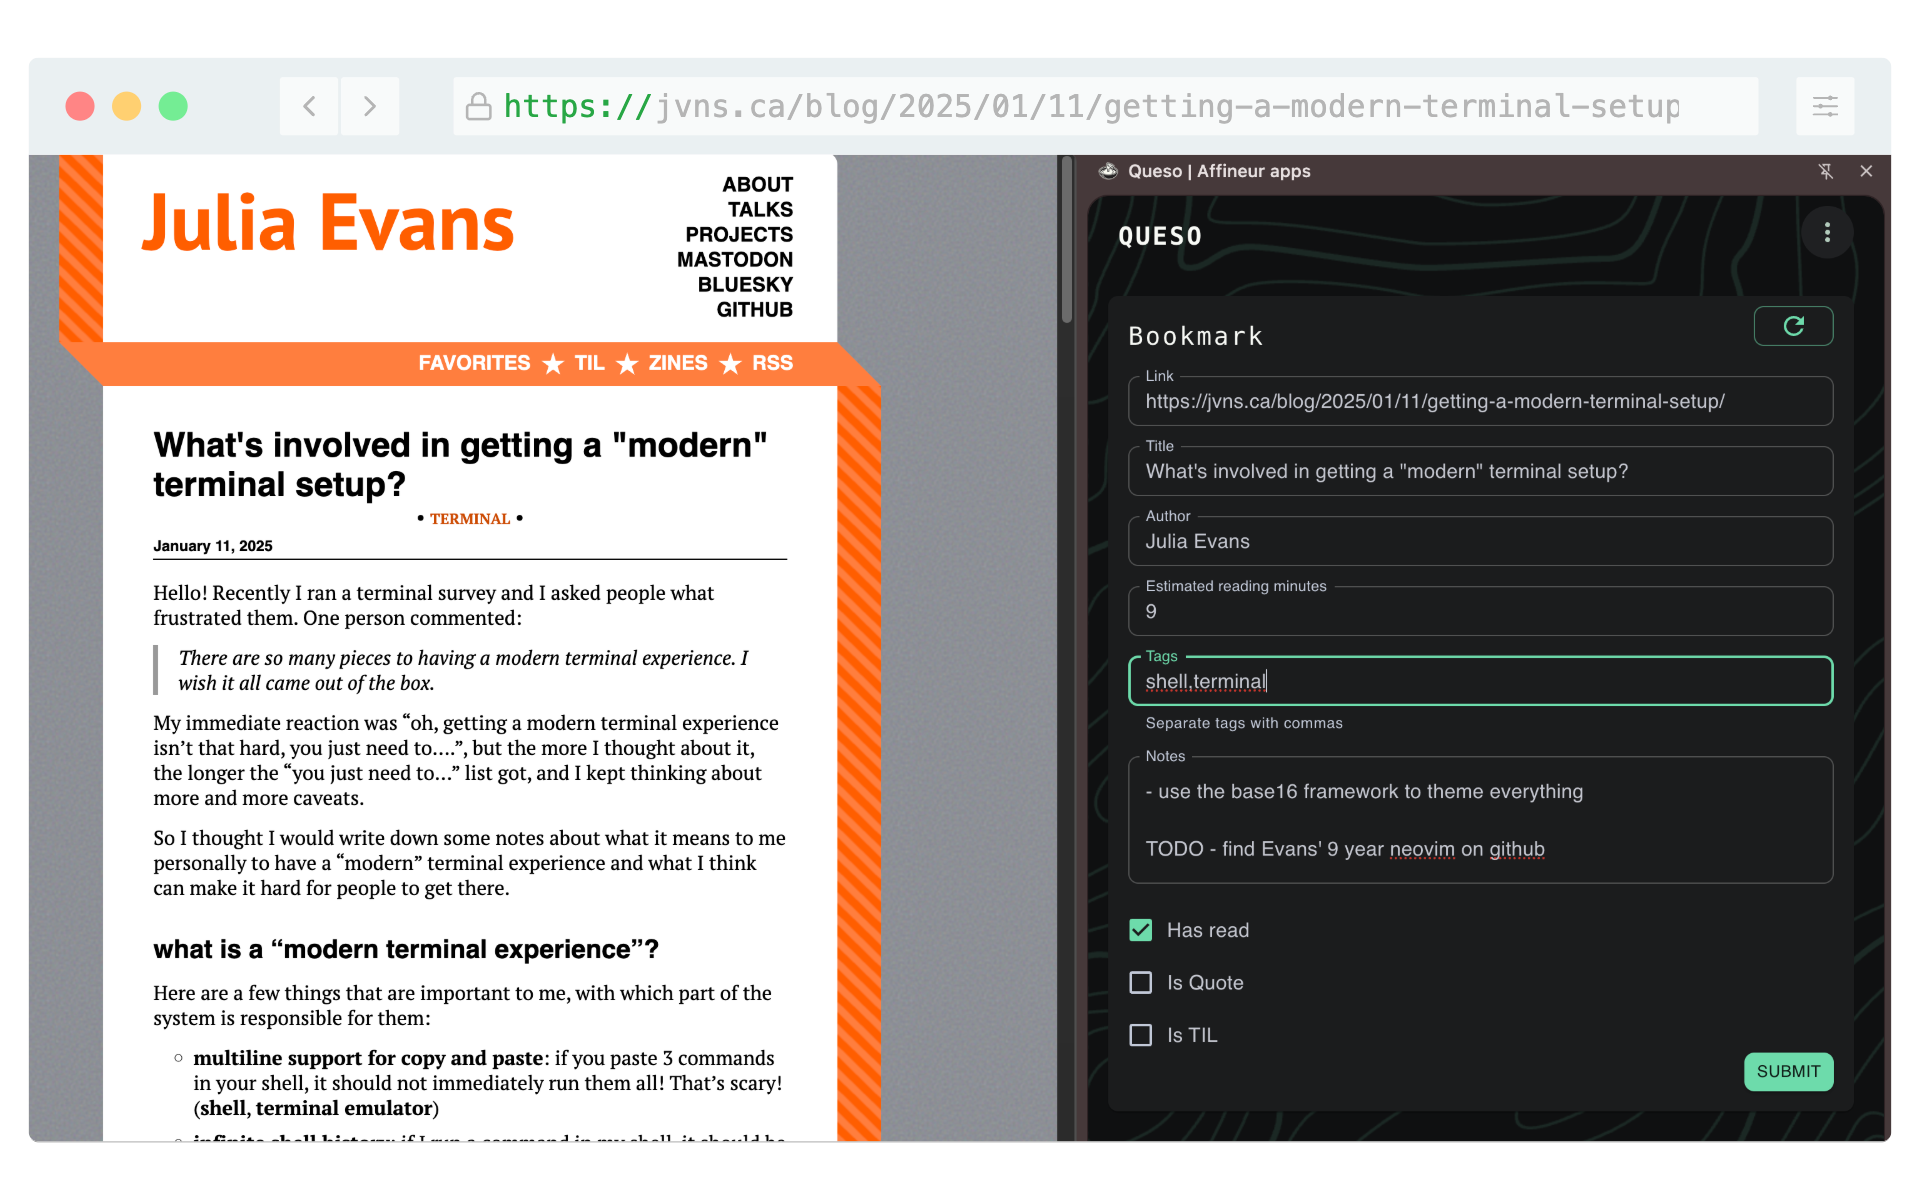 https://jvns.ca/blog/2025/01/11/getting-a-modern-terminal-setup
Julia Evans
ABOUT
TALKS
PROJECTS
MASTODON
BLUESKY
GITHUB
FAVORITES ★ TIL ★ ZINES ★ RSS
What's involved in getting a "modern"
terminal setup?
• TERMINAL •
January 11, 2025
Hello! Recently I ran a terminal survey and I asked people what
frustrated them. One person commented:
There are so many pieces to having a modern terminal experience. I
wish it all came out of the box.
My immediate reaction was “oh, getting a modern terminal experience
isn’t that hard, you just need to….”, but the more I thought about it,
the longer the “you just need to…” list got, and I kept thinking about
more and more caveats.
So I thought I would write down some notes about what it means to me
personally to have a “modern” terminal experience and what I think
can make it hard for people to get there.
what is a “modern terminal experience”?
Here are a few things that are important to me, with which part of the
system is responsible for them:
multiline support for copy and paste: if you paste 3 commands
in your shell, it should not immediately run them all! That’s scary!
(shell, terminal emulator)
infinite shell history: if I run a command in my shell, it should be
Queso | Affineur apps
QUESO
Bookmark
Link
https://jvns.ca/blog/2025/01/11/getting-a-modern-terminal-setup/
Title
What's involved in getting a "modern" terminal setup?
Author
Julia Evans
Estimated reading minutes
9
Tags
shell,terminal
Separate tags with commas
Notes
- use the base16 framework to theme everything
TODO - find Evans' 9 year neovim on github
Has read
Is Quote
Is TIL
SUBMIT